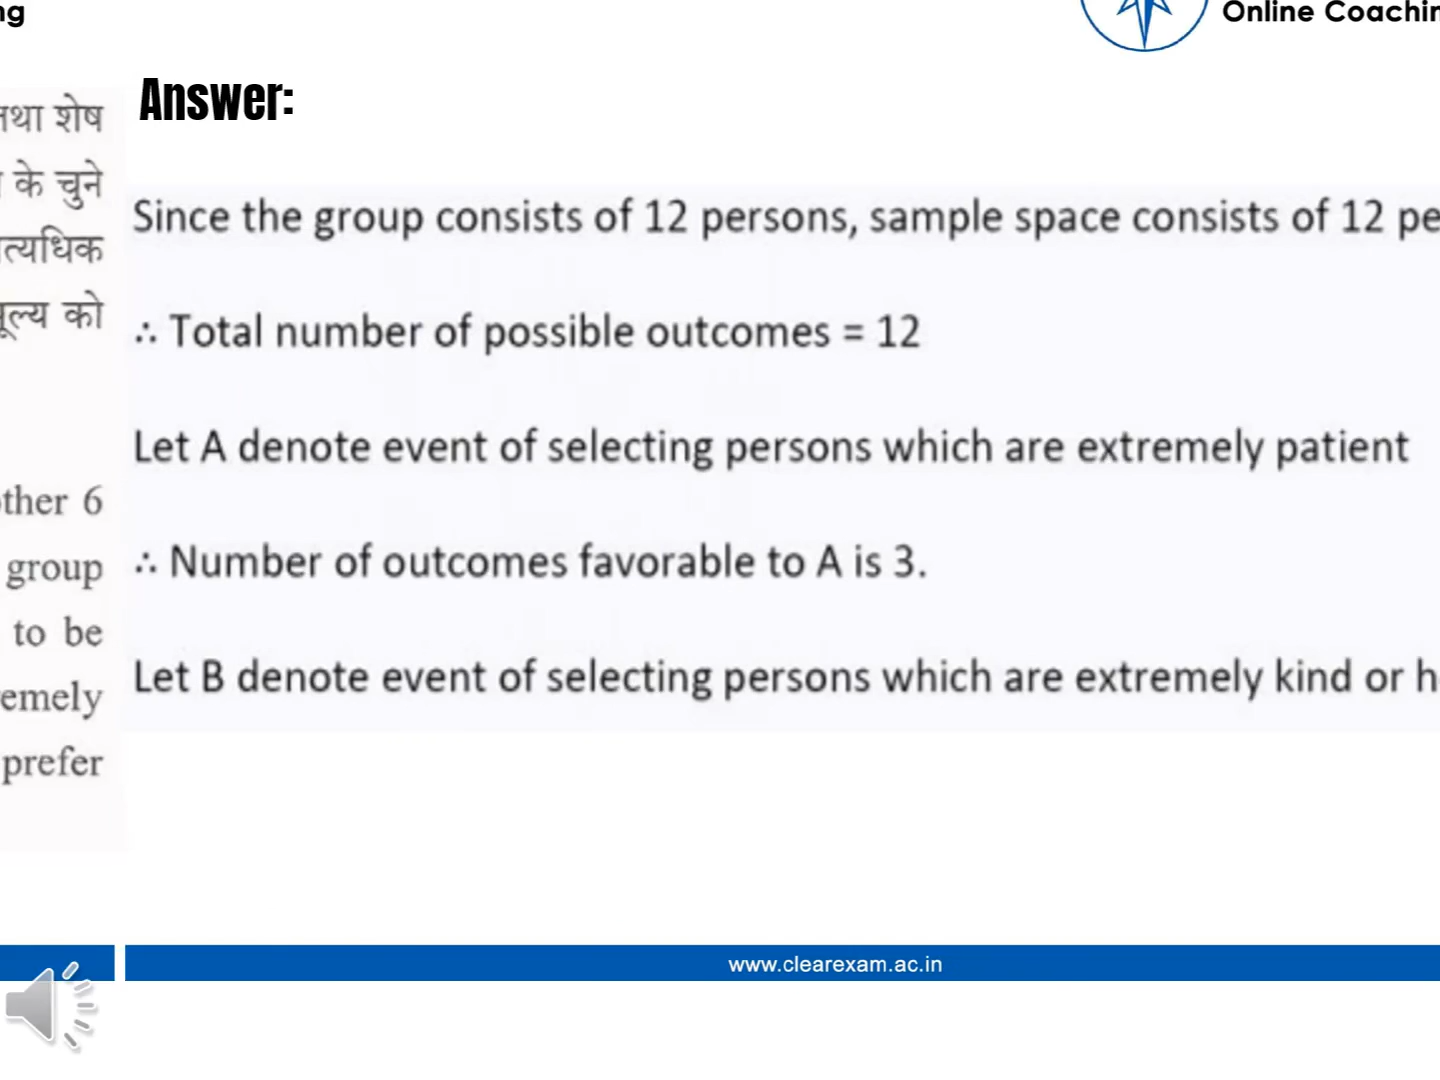 Online
Answer:
तथा शेष
के चुने
त्यधिक
मूल्य को
Since the group consists of 12 persons, sample space consists of 12
∴ Total number of possible outcomes = 12
Let A denote event of selecting persons which are extremely patient
∴ Number of outcomes favorable to A is 3.
Let B denote event of selecting persons which are extremely kind or
ther 6
group
to be
emely
prefer
www.clearexam.ac.in